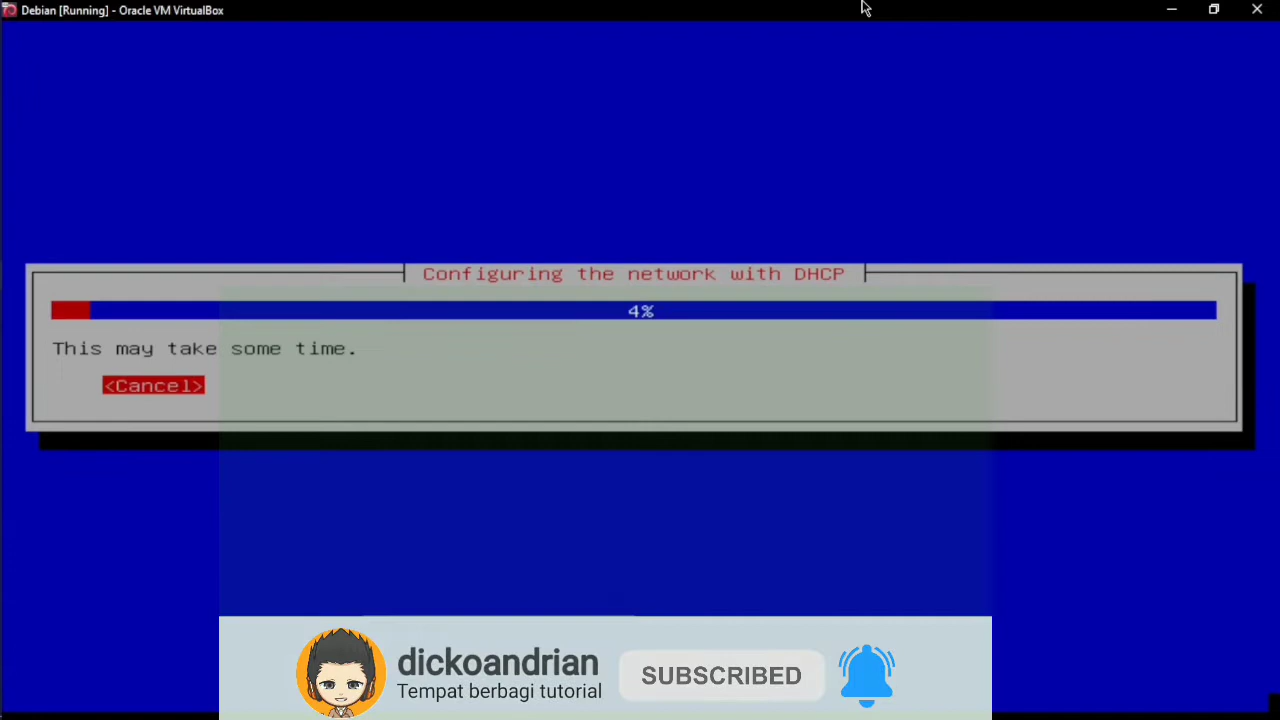 Debian [Running] - Oracle VM VirtualBox
Configuring the network with DHCP
4%
This may take some time.
<Cancel>
dickoandrian
Tempat berbagi tutorial
SUBSCRIBED